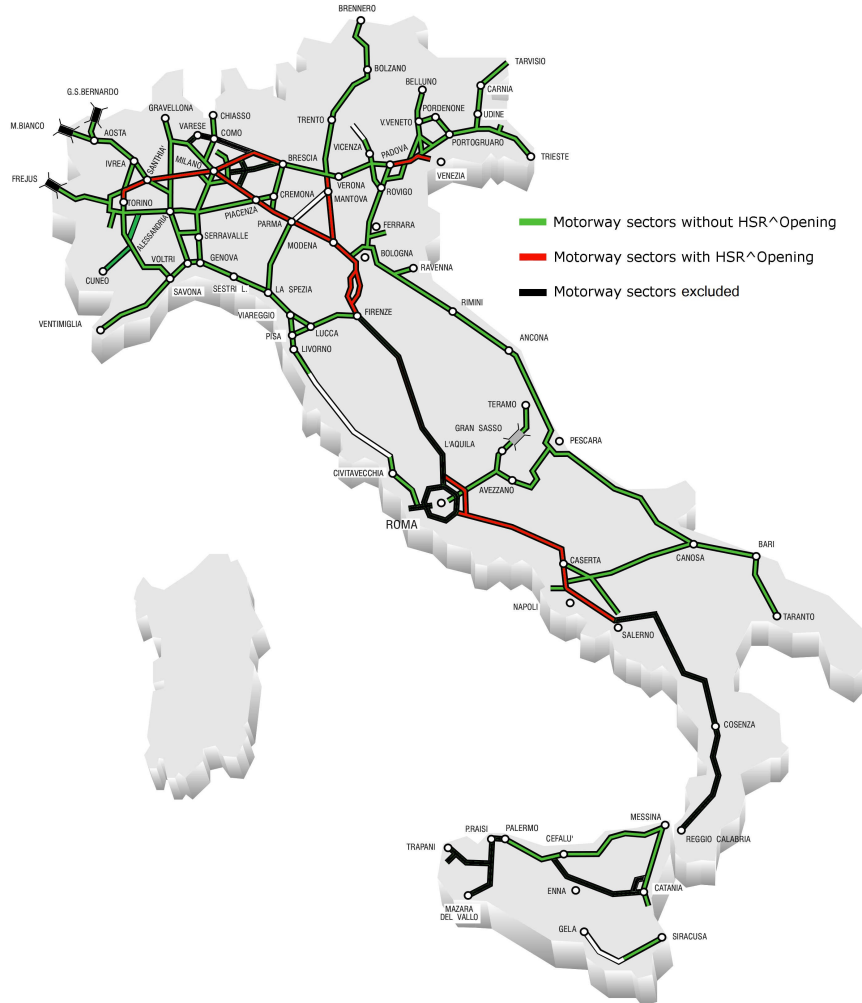 BRENNERO
BOLZANO
TARVISIO
G.S.BERNARDO
BELLUNO
CARNIA
GRAVELLONA
CHIASSO
TRENTO
PORDENONE
M.BIANCO
AOSTA
VARESE
COMO
V.VENETO
UDINE
IVREA
SANTHIA'
MILANO
BRESCIA
VICENZA
PADOVA
PORTOGRUARO
TRIESTE
FREJUS
VENEZIA
VERONA
TORINO
CREMONA
MANTOVA
ROVIGO
PIACENZA
PARMA
FERRARA
Motorway sectors without HSR^Opening
ALESSANDRIA
SERRAVALLE
MODENA
BOLOGNA
Motorway sectors with HSR^Opening
VOLTRI
GENOVA
RAVENNA
CUNEO
SAVONA
SESTRI L.
LA SPEZIA
Motorway sectors excluded
VENTIMIGLIA
VIAREGGIO
FIRENZE
RIMINI
PISA
LUCCA
LIVORNO
ANCONA
TERAMO
GRAN SASSO
L'AQUILA
PESCARA
CIVITAVECCHIA
AVEZZANO
ROMA
CASERTA
CANOSA
BARI
NAPOLI
SALERNO
TARANTO
COSENZA
MESSINA
REGGIO CALABRIA
P.RAISI
PALERMO
CEFALU'
TRAPANI
ENNA
CATANIA
MAZARA
DEL VALLO
GELA
SIRACUSA